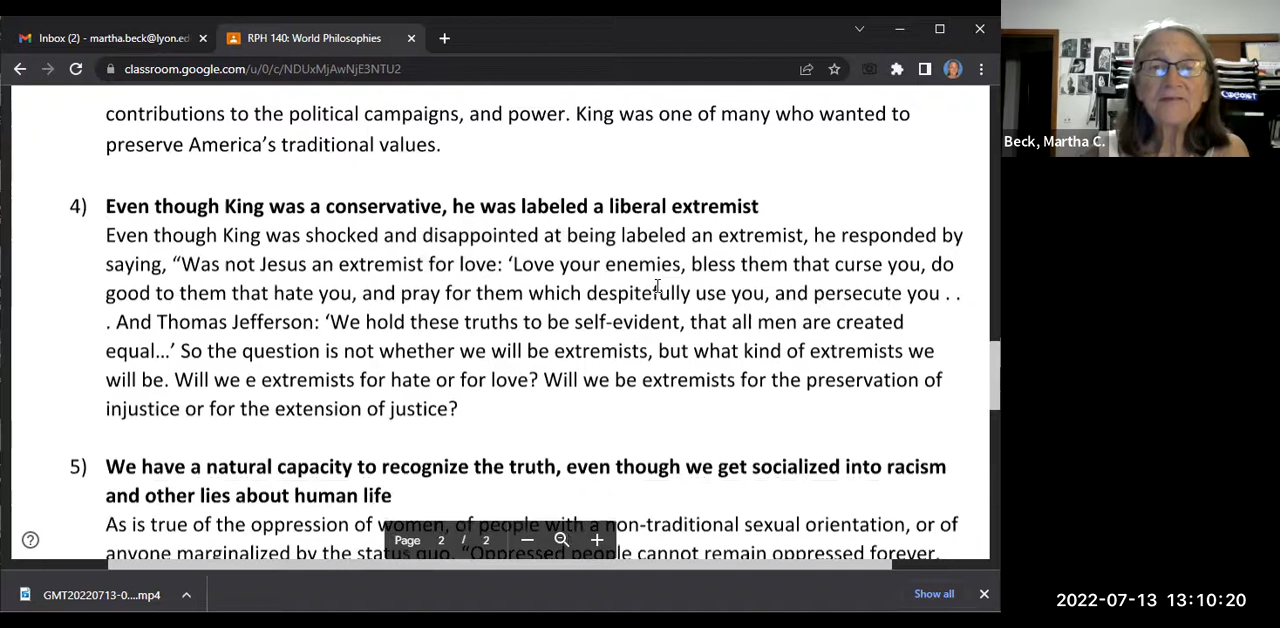 Inbox (2) - martha.beck@lyon.ed
RPH 140: World Philosophies
classroom.google.com/u/0/c/NDUxMjAwNjE3NTU2
contributions to the political campaigns, and power. King was one of many who wanted to
preserve America’s traditional values.
4) Even though King was a conservative, he was labeled a liberal extremist
Even though King was shocked and disappointed at being labeled an extremist, he responded by
saying, “Was not Jesus an extremist for love: ‘Love your enemies, bless them that curse you, do
good to them that hate you, and pray for them which despitefully use you, and persecute you . .
. And Thomas Jefferson: ‘We hold these truths to be self-evident, that all men are created
equal…’ So the question is not whether we will be extremists, but what kind of extremists we
will be. Will we e extremists for hate or for love? Will we be extremists for the preservation of
injustice or for the extension of justice?
5) We have a natural capacity to recognize the truth, even though we get socialized into racism
and other lies about human life
As is true of the oppression of women, of people with a non-traditional sexual orientation, or of
anyone marginalized by the status quo. “Oppressed people cannot remain oppressed forever.
Page 2 / 2
GMT20220713-0....mp4
Show all
Beck, Martha C.
2022-07-13 13:10:20